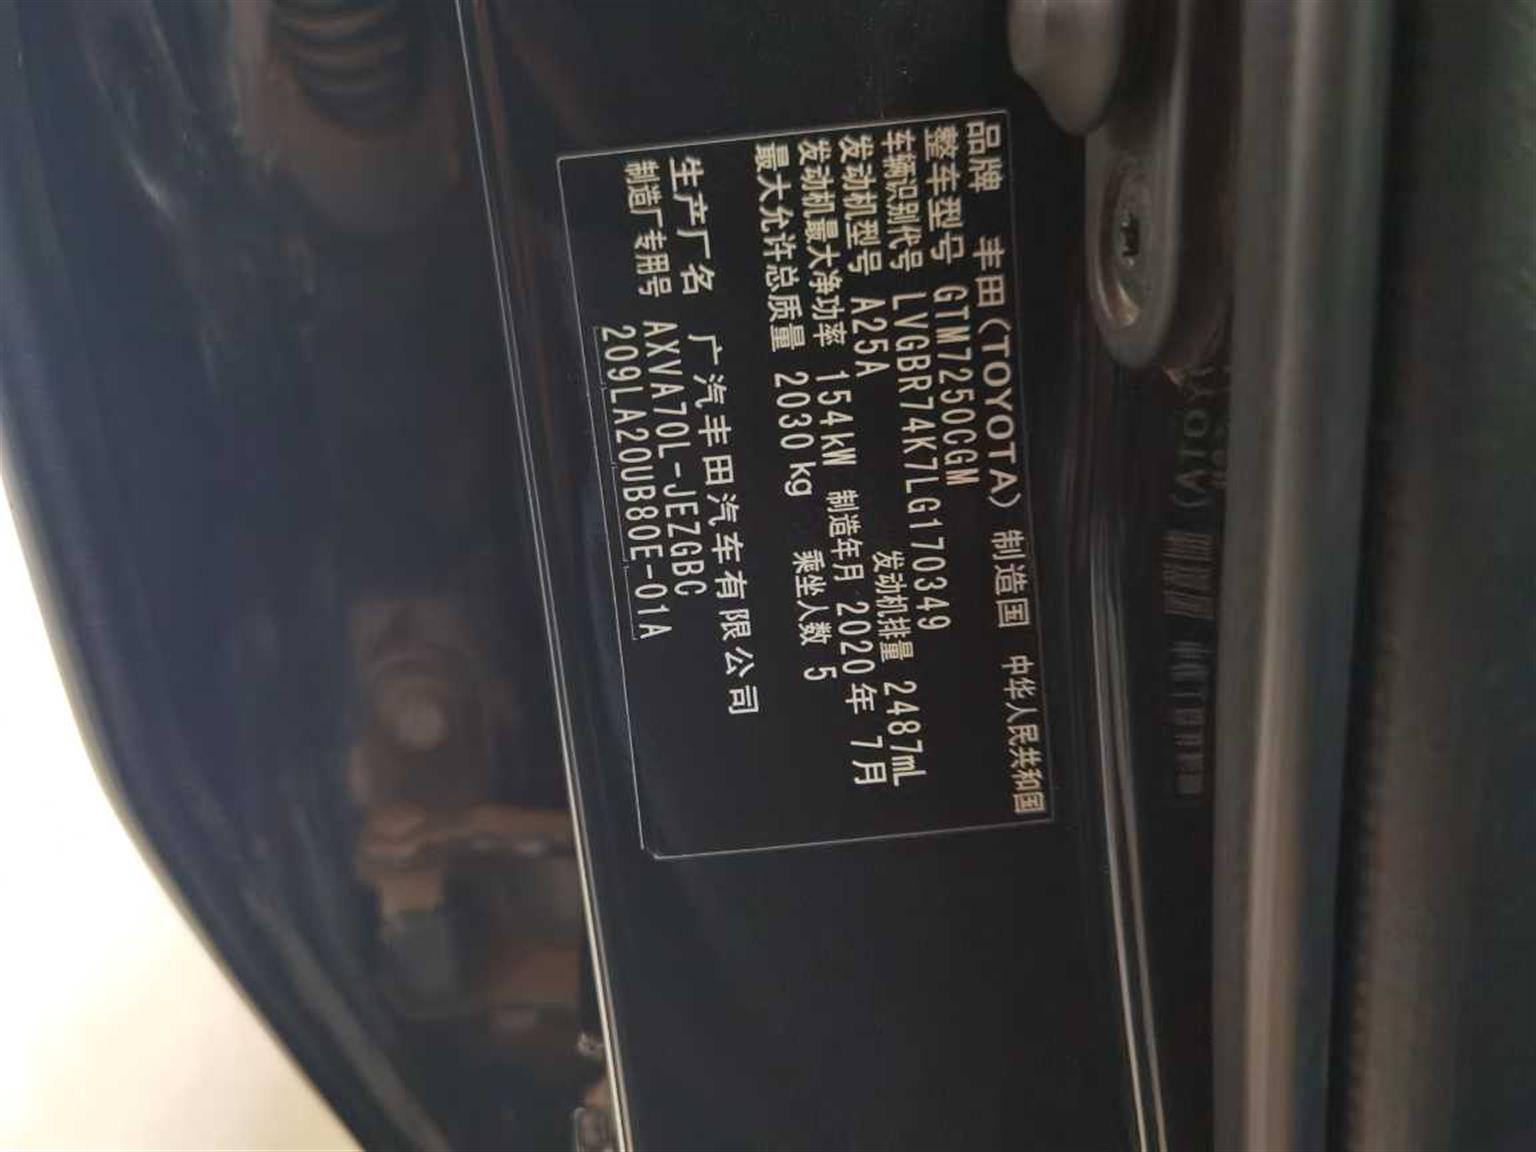 品牌 丰田(TOYOTA) 制造国 中华人民共和国
整车型号 GTM7250CGM
车辆识别代号 LVGBR74K7LG170349
发动机型号 A25A 发动机排量 2487mL
发动机最大净功率 154kW 制造年月 2020年 7月
最大允许总质量 2030kg 乘坐人数 5
生产厂名 广汽丰田汽车有限公司
制造厂专用号 AXVA70L-JEZGBC
209LA20UB80E-01A